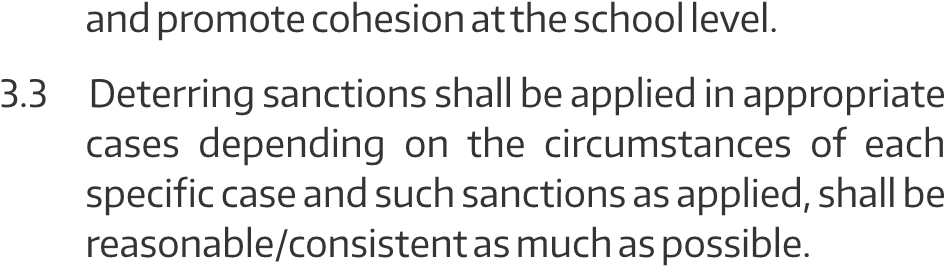 and promote cohesion at the school level.
3.3 Deterring sanctions shall be applied in appropriate
cases depending on the circumstances of each
specific case and such sanctions as applied, shall be
reasonable/consistent as much as possible.